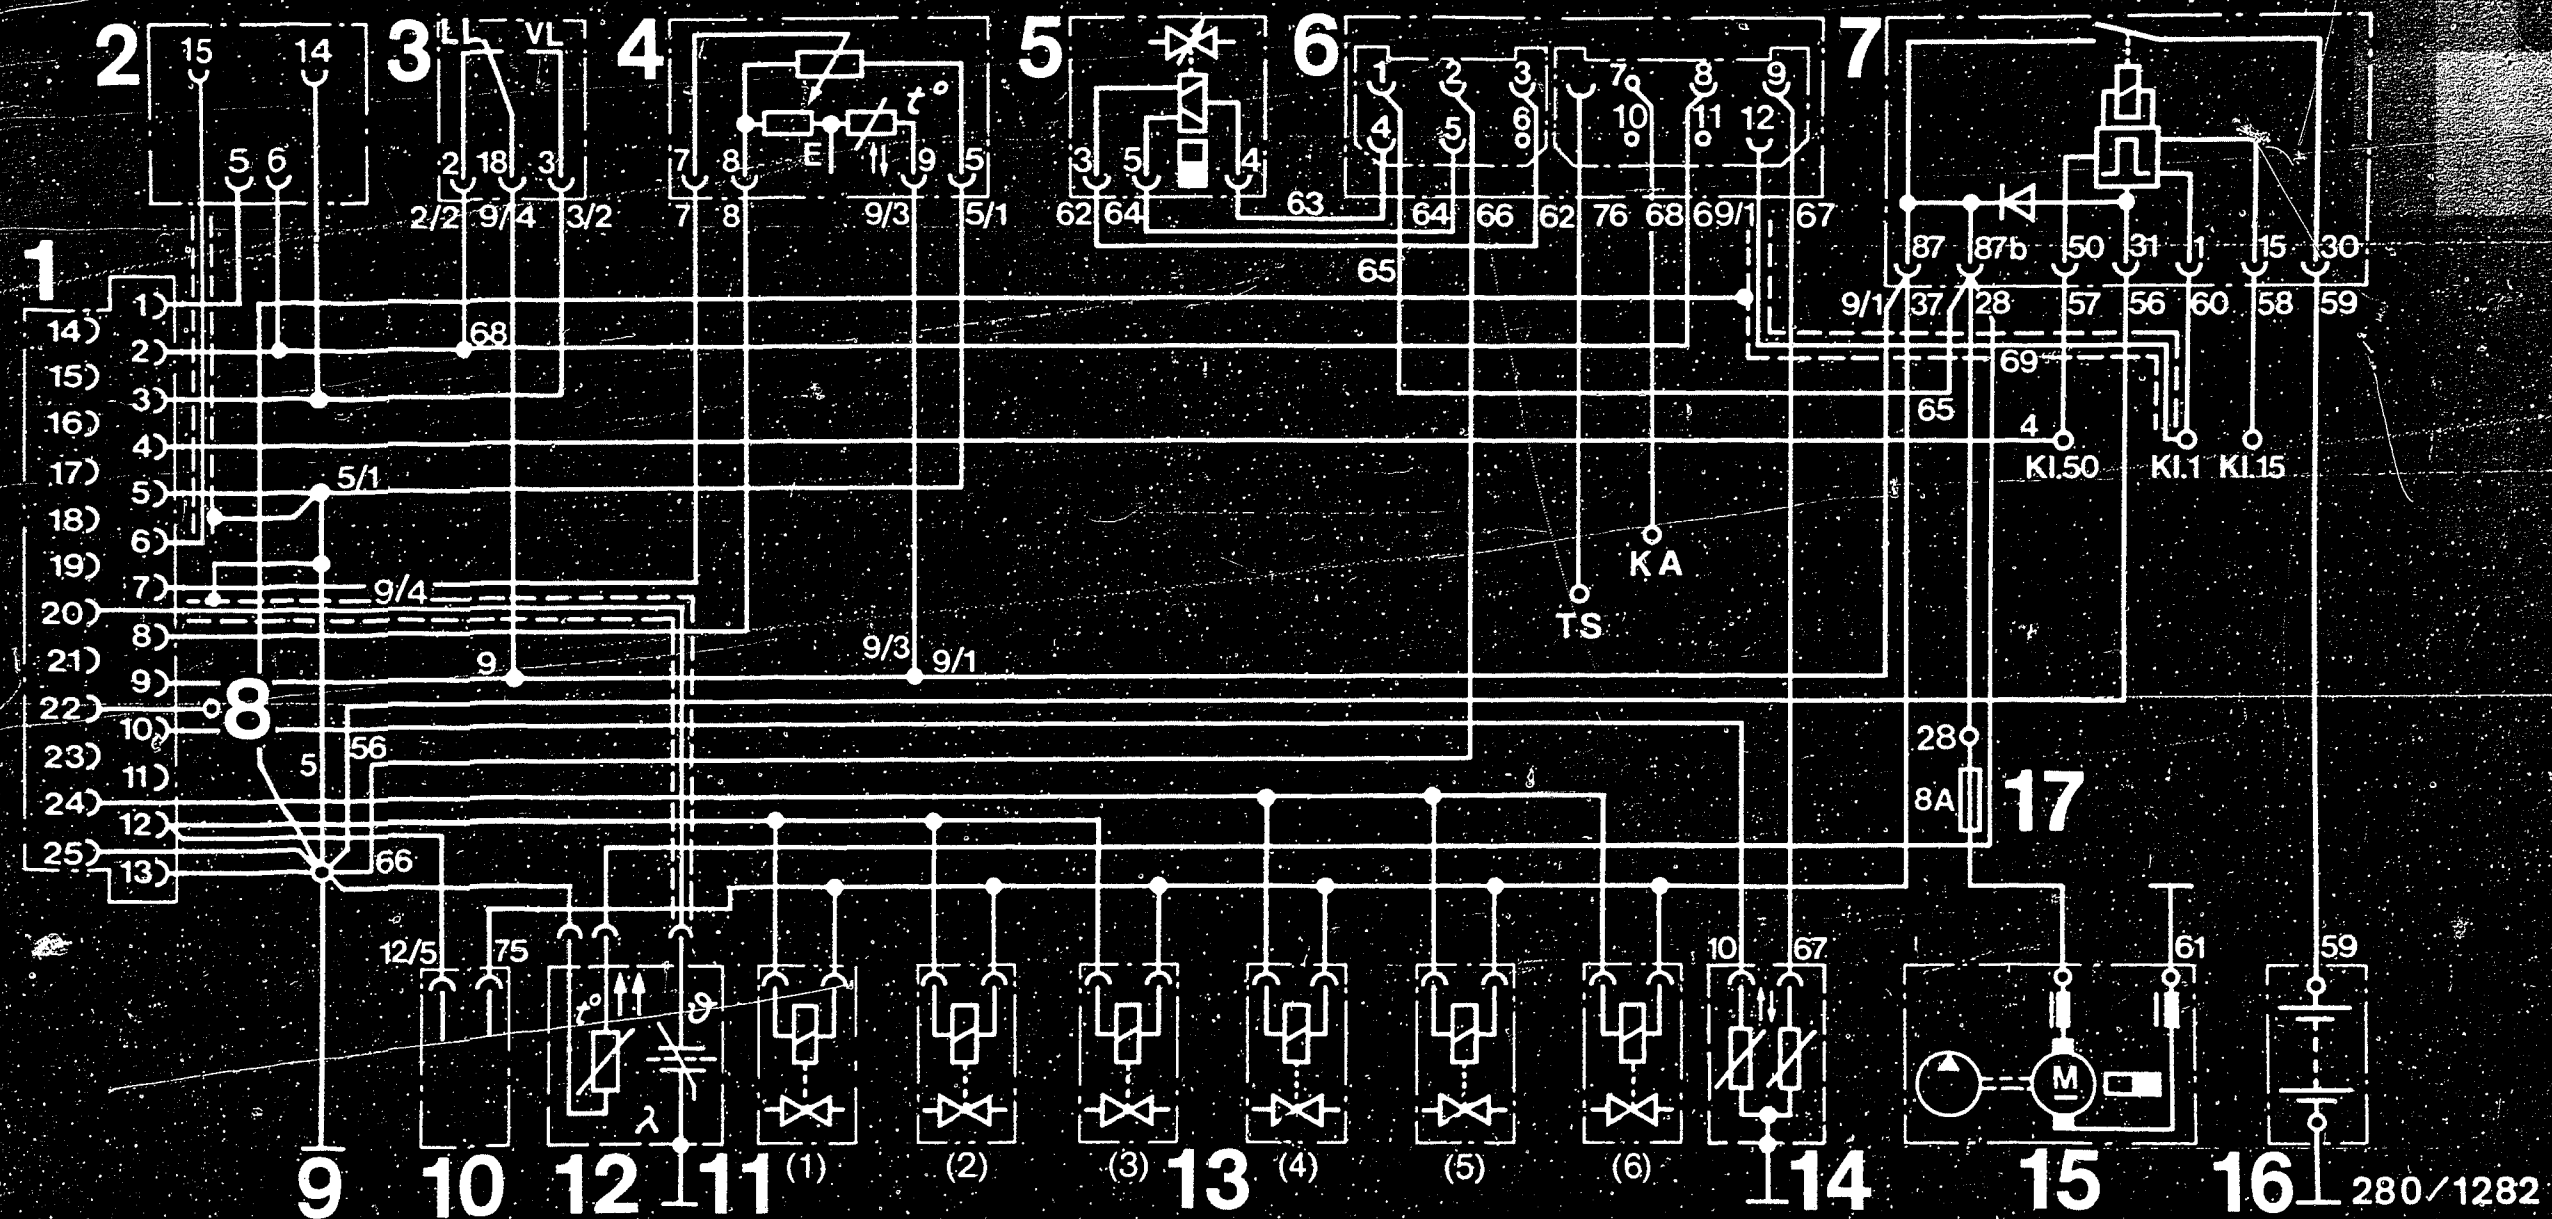 2 3 4 5 6 7
15 14
LL VL
t°
1 2 3 7 8 9
4 5 6 10 11 12
5 6
2 18 3
7 8 E 9 5
3 5 4
2/2 9/4 3/2
7 8 9/3 5/1
62 64 63 64 66 62 76 68 69/1 67
87 87b 50 31 1 15 30
9/1 37 28 57 56 60 58 59
65
1
1
14
68
2
69
15
3
65
16
4
4
Kl.50 Kl.1 Kl.15
17
5
5/1
18
6
KA
19
7
9/4
20
TS
8
9/3 9/1
21
9
9
22
8
10
28
56
23
5
11
8A
17
24
12
25
66
13
12/5 75
10 67
61
59
t°
ϑ
λ
M
9 10 12 11 (1) (2) (3) 13 (4) (5) (6) 14 15 16
280/1282